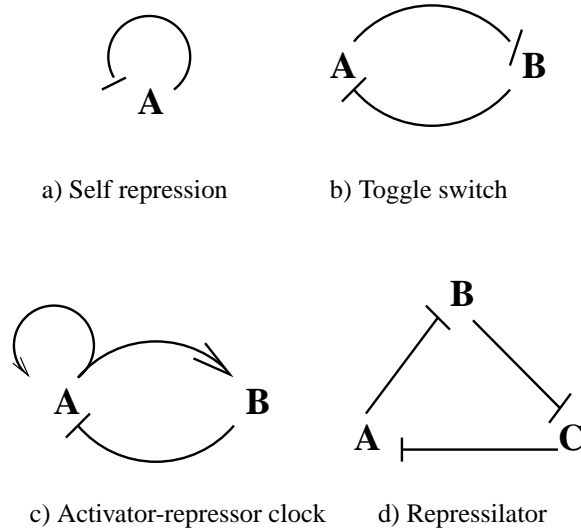 A
a) Self repression
A
B
b) Toggle switch
A
B
c) Activator-repressor clock
B
A
C
d) Repressilator